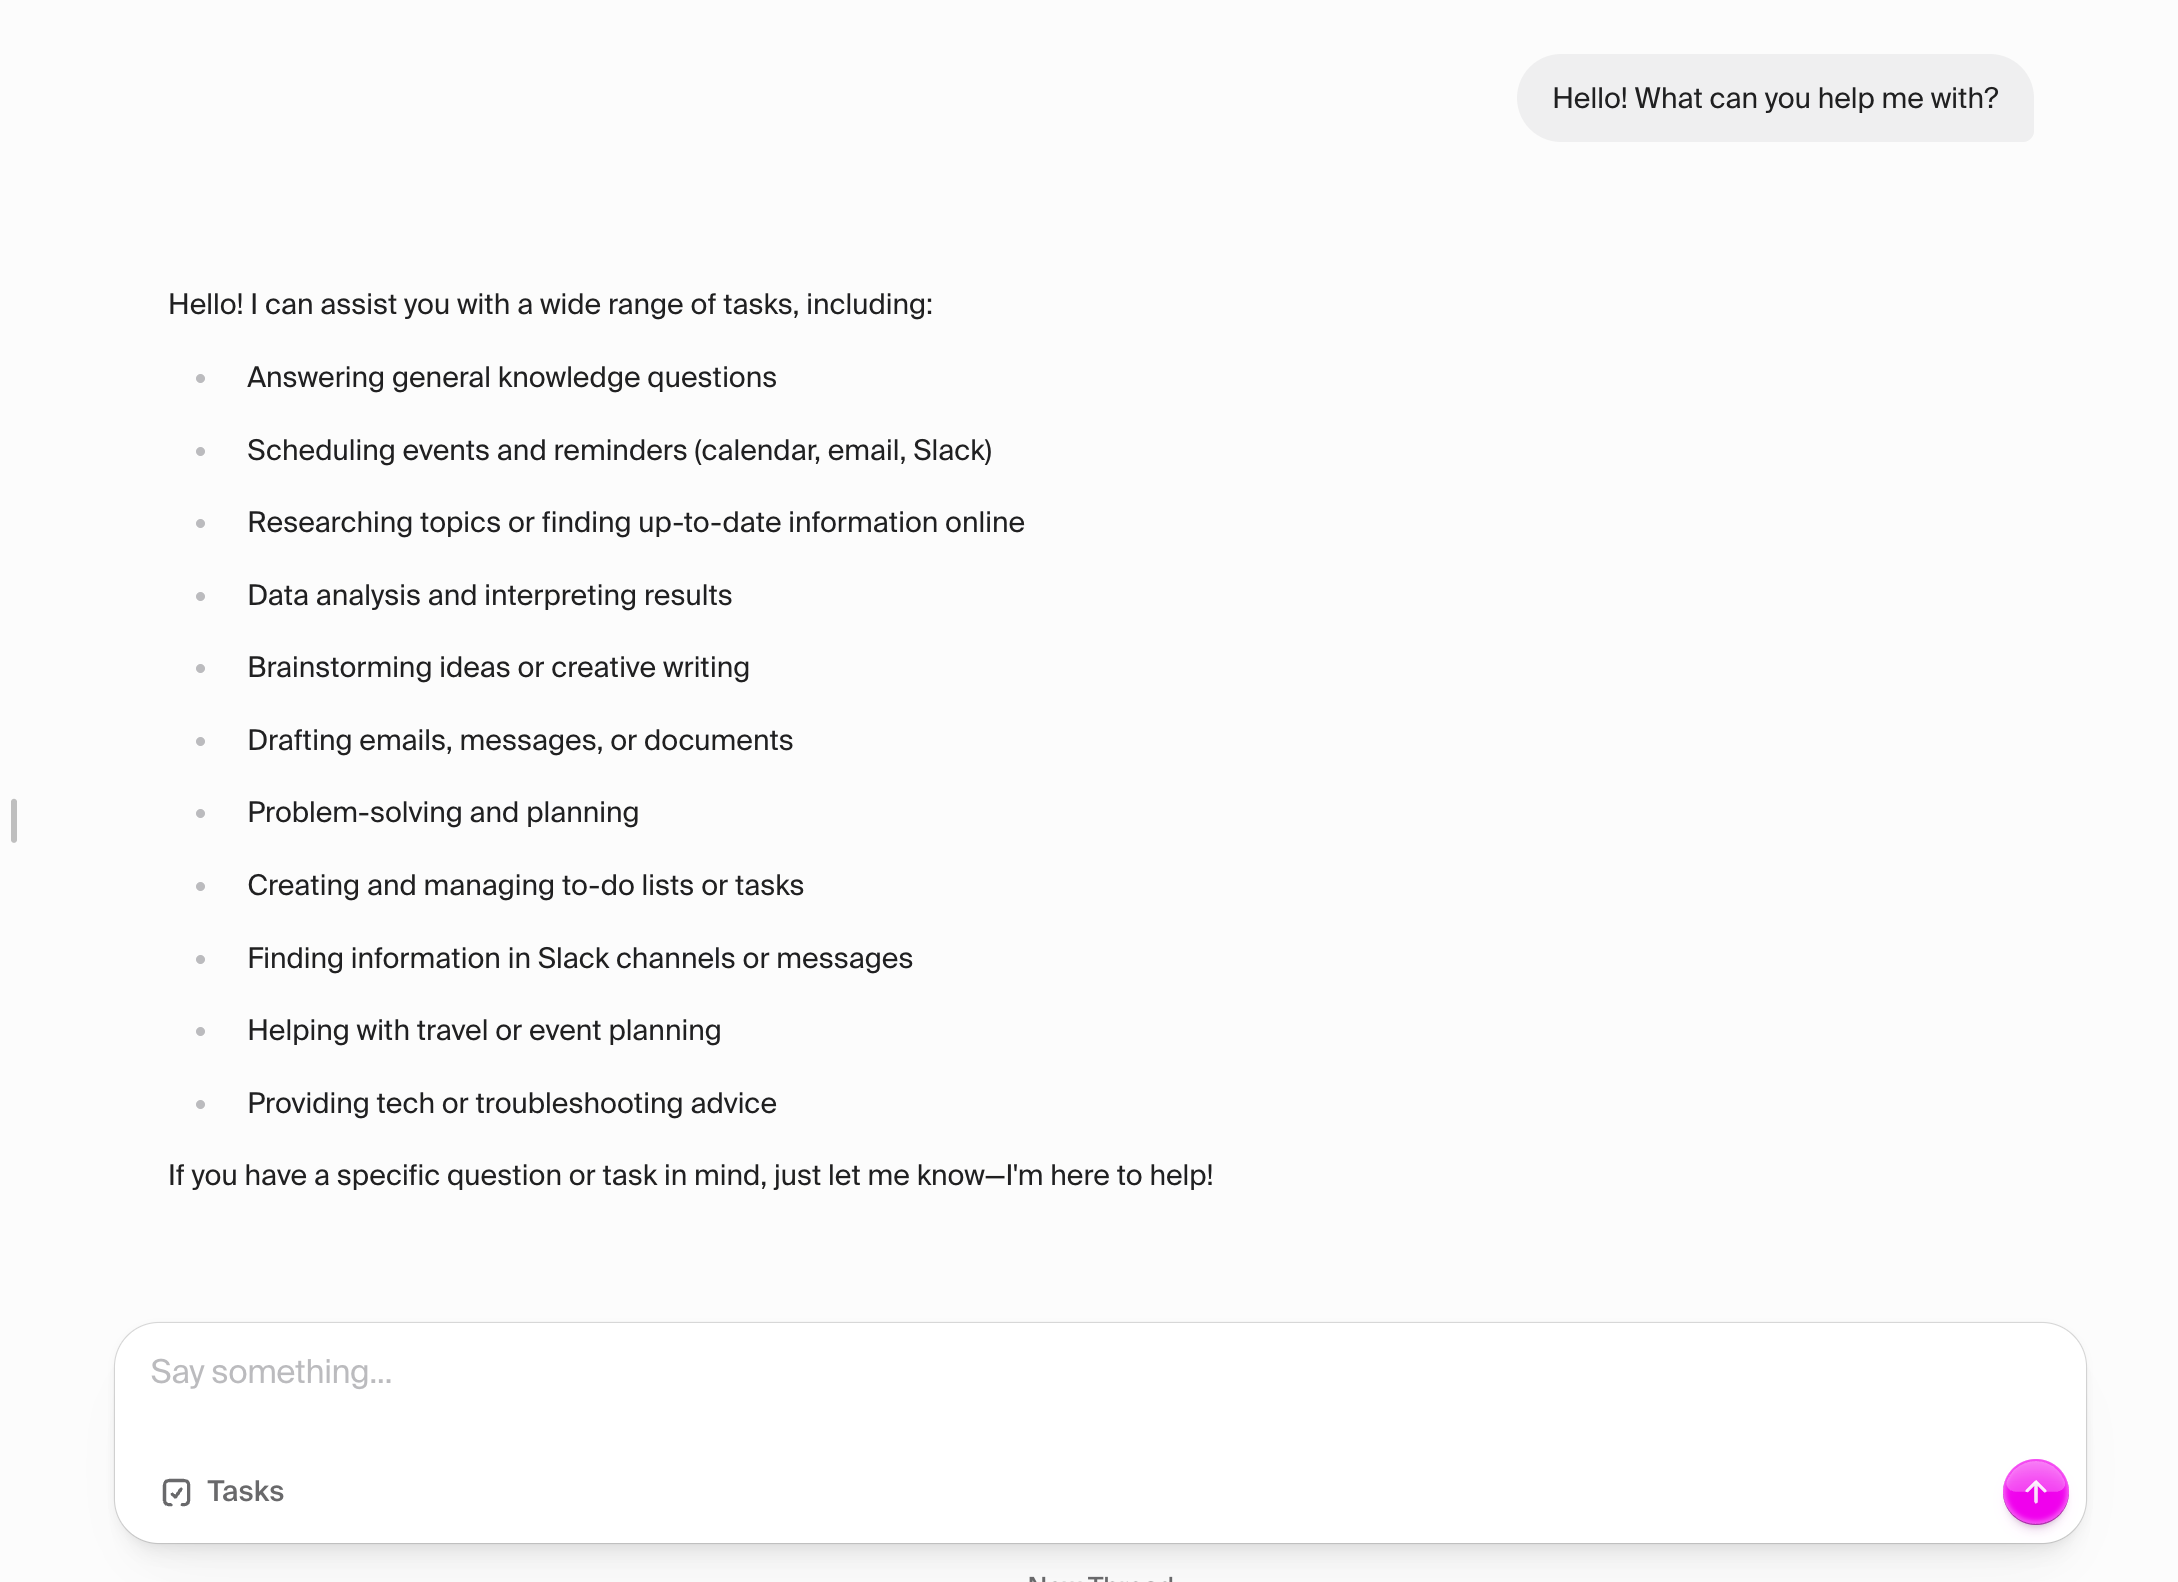 Hello! What can you help me with?
Hello! I can assist you with a wide range of tasks, including:
Answering general knowledge questions
Scheduling events and reminders (calendar, email, Slack)
Researching topics or finding up-to-date information online
Data analysis and interpreting results
Brainstorming ideas or creative writing
Drafting emails, messages, or documents
Problem-solving and planning
Creating and managing to-do lists or tasks
Finding information in Slack channels or messages
Helping with travel or event planning
Providing tech or troubleshooting advice
If you have a specific question or task in mind, just let me know—I'm here to help!
Say something...
Tasks
New Thread